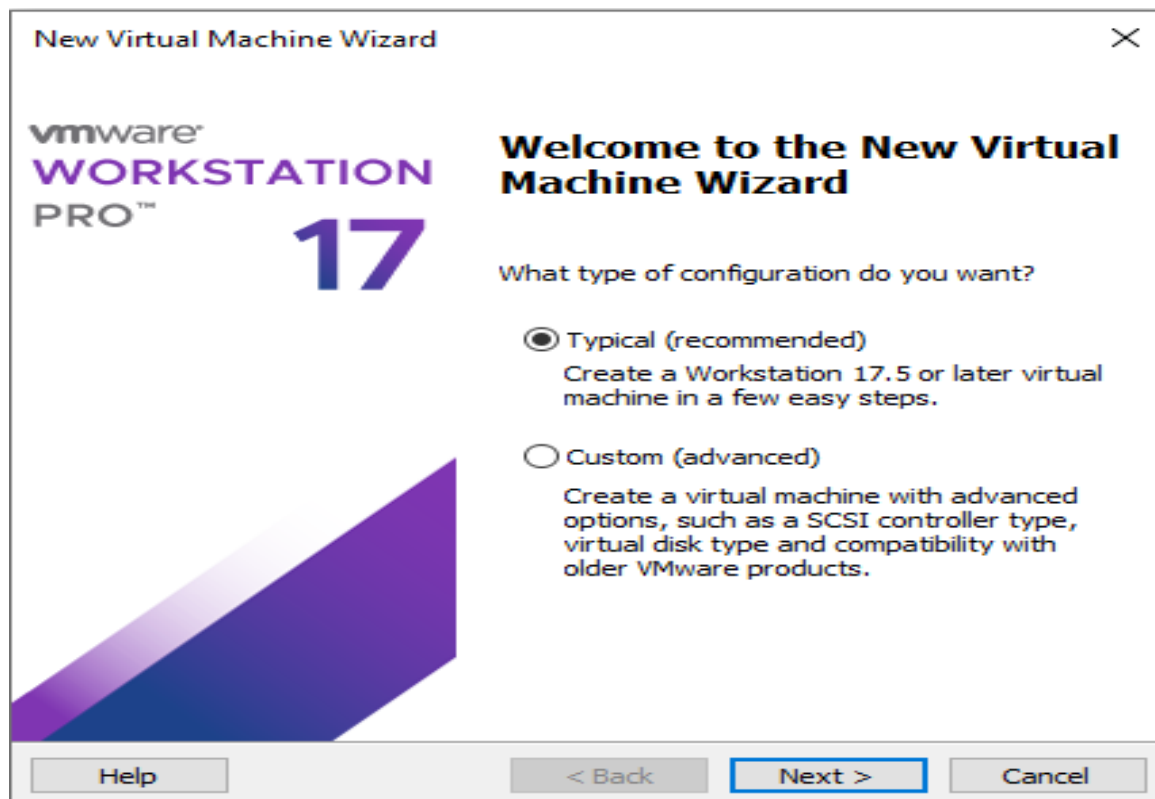 New Virtual Machine Wizard
vmware
WORKSTATION
PRO™
17
Welcome to the New Virtual
Machine Wizard
What type of configuration do you want?
Typical (recommended)
Create a Workstation 17.5 or later virtual
machine in a few easy steps.
Custom (advanced)
Create a virtual machine with advanced
options, such as a SCSI controller type,
virtual disk type and compatibility with
older VMware products.
Help
< Back
Next >
Cancel